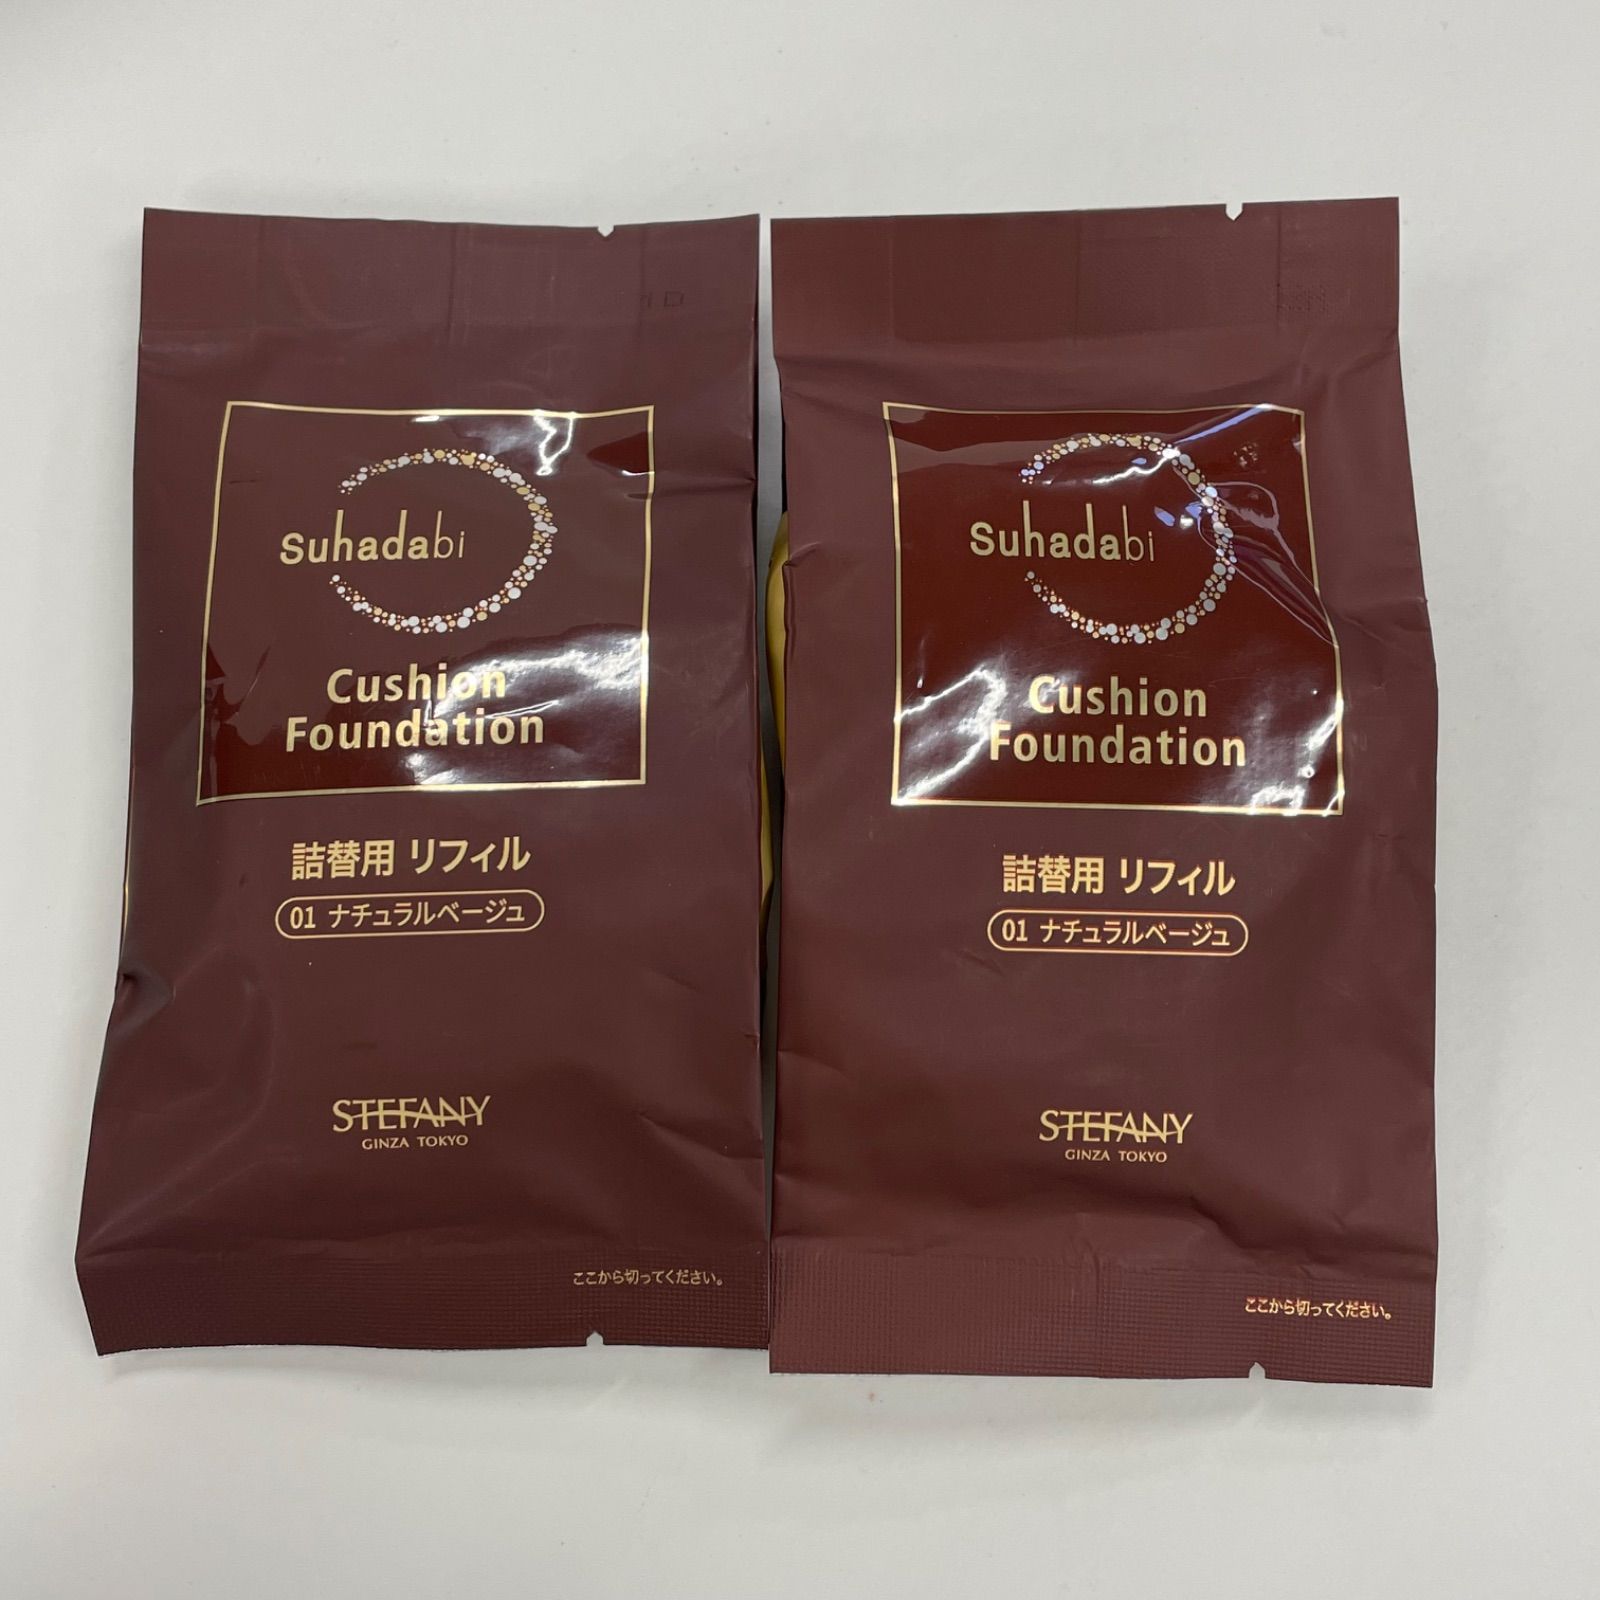 Suhadabi
Cushion
Foundation
詰替用 リフィル
01 ナチュラルベージュ
STEFANY
GINZA TOKYO
ここから切ってください。
Suhadabi
Cushion
Foundation
詰替用 リフィル
01 ナチュラルベージュ
STEFANY
GINZA TOKYO
ここから切ってください。